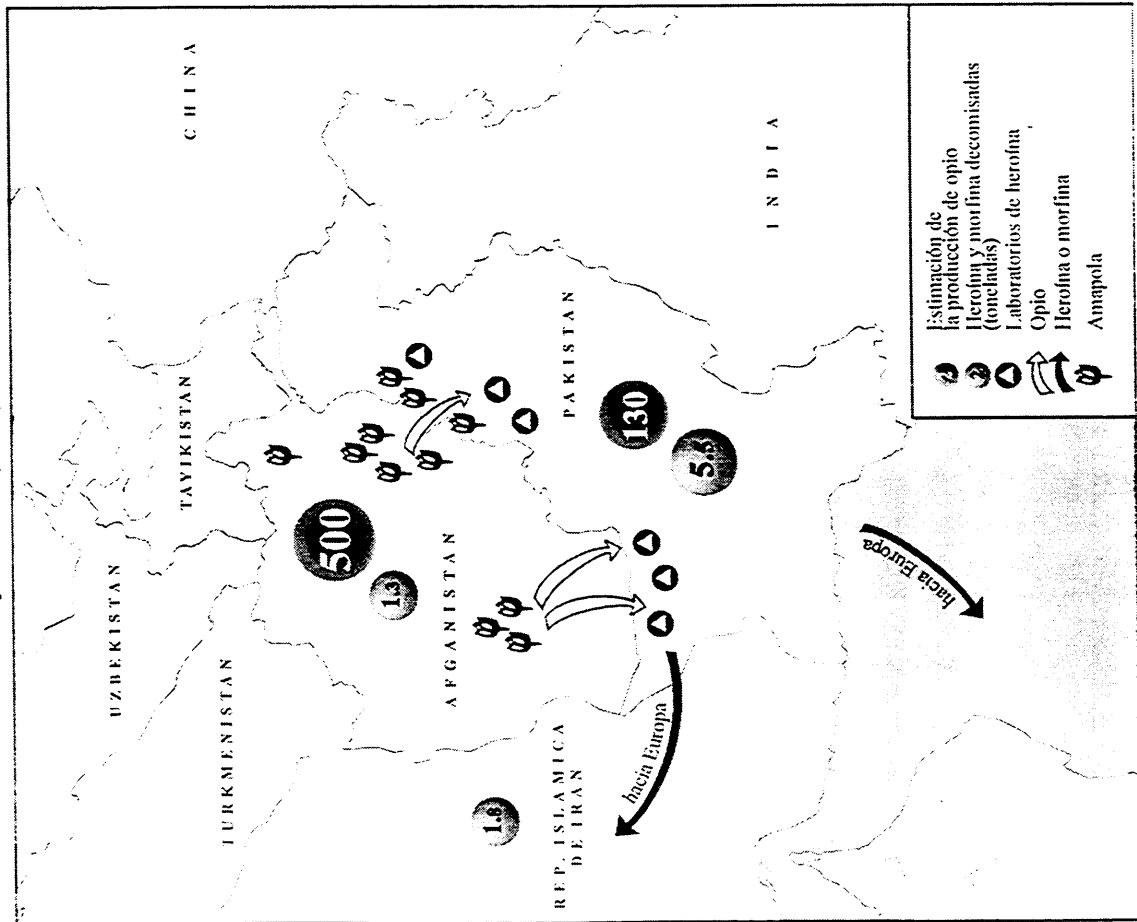 CHINA
UZBEKISTAN
TAYIKISTAN
TURKMENISTAN
500
1.3
AFGANISTAN
1.8
REP. ISLAMICA
DE IRAN
PAKISTAN
130
5.5
INDIA
hacia Europa
hacia Europa
Estimación de
la producción de opio
Heroína y morfina decomisadas
(toneladas)
Laboratorios de heroína
Opio
Heroína o morfina
Amapola